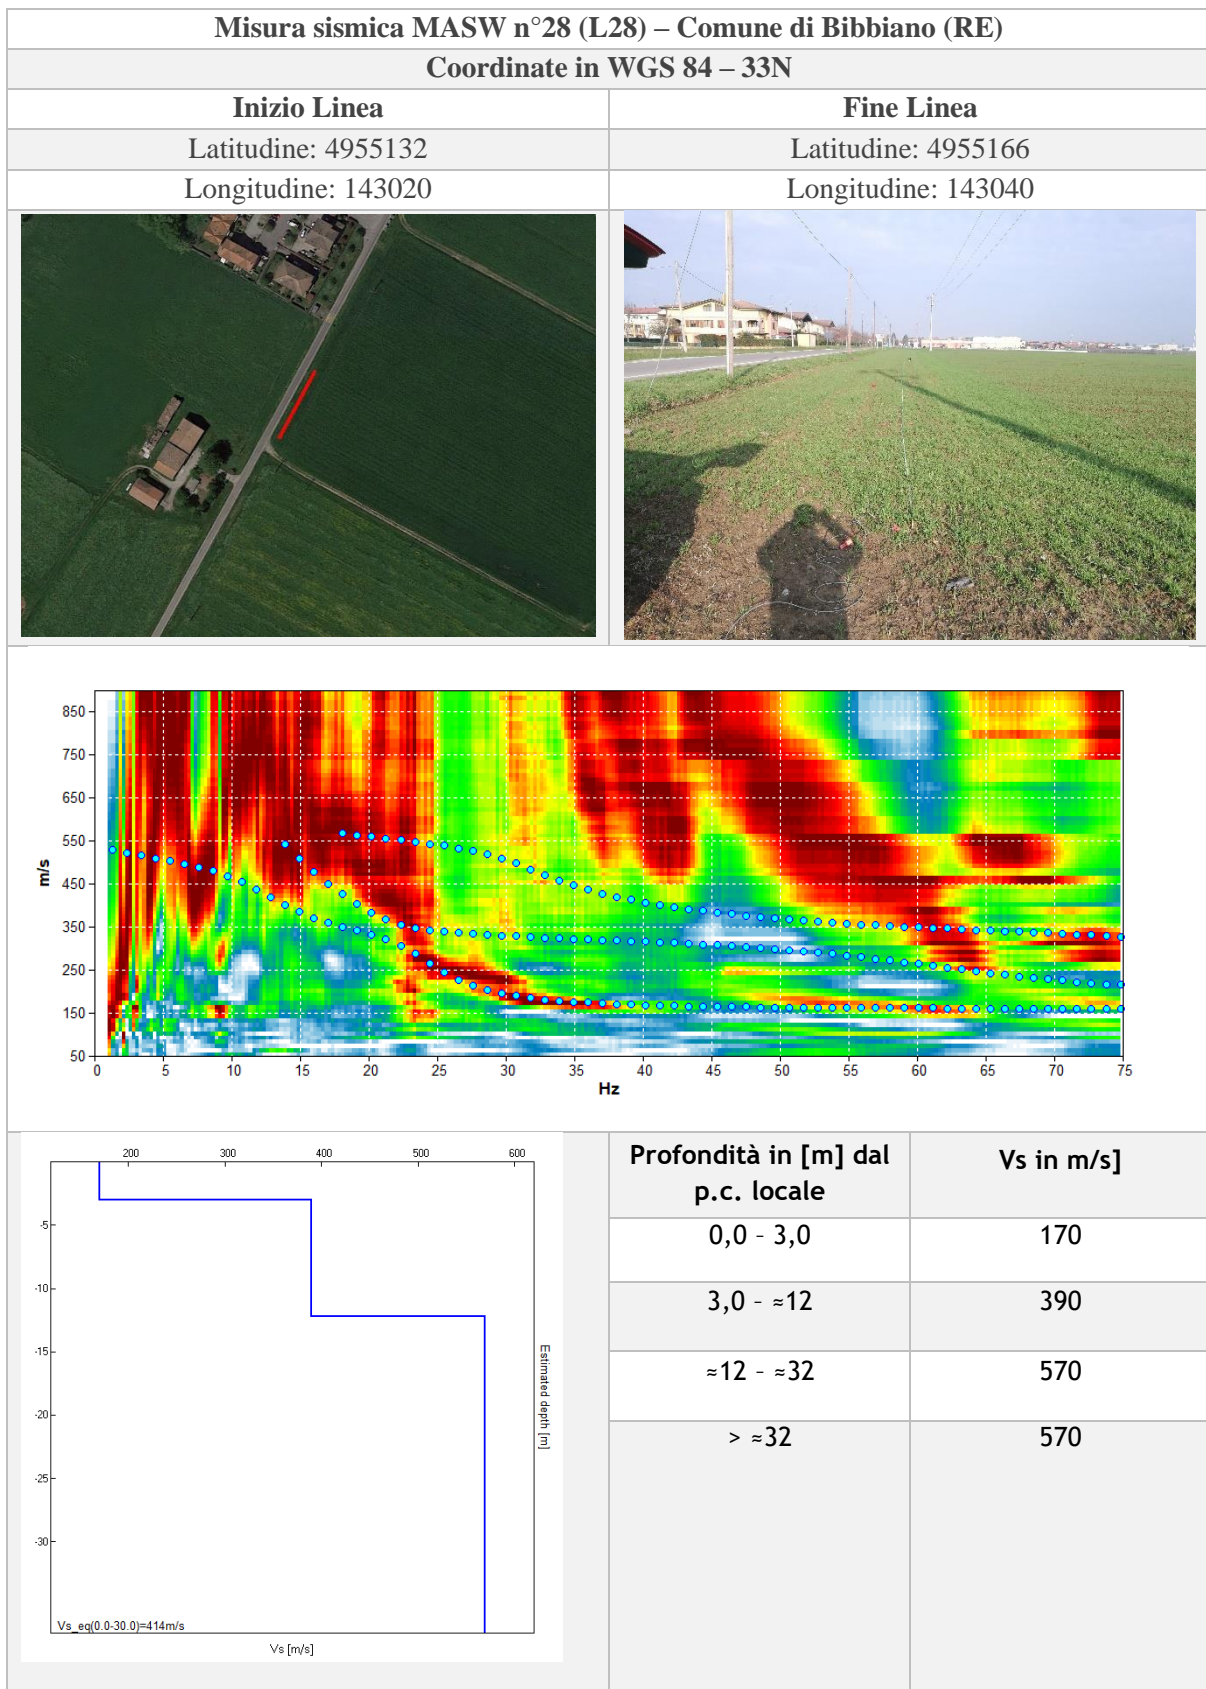 Misura sismica MASW n°28 (L28) – Comune di Bibbiano (RE)
Coordinate in WGS 84 – 33N
Inizio Linea
Fine Linea
Latitudine: 4955132
Latitudine: 4955166
Longitudine: 143020
Longitudine: 143040
850
750
650
550
450
350
250
150
50
m/s
0 5 10 15 20 25 30 35 40 45 50 55 60 65 70 75
Hz
200 300 400 500 600
-5
-10
-15
-20
-25
-30
Estimated depth [m]
Vs_eq(0.0-30.0)=414m/s
Vs [m/s]
Profondità in [m] dal
p.c. locale
Vs in m/s]
0,0 – 3,0
170
3,0 – ≈12
390
≈12 – ≈32
570
> ≈32
570